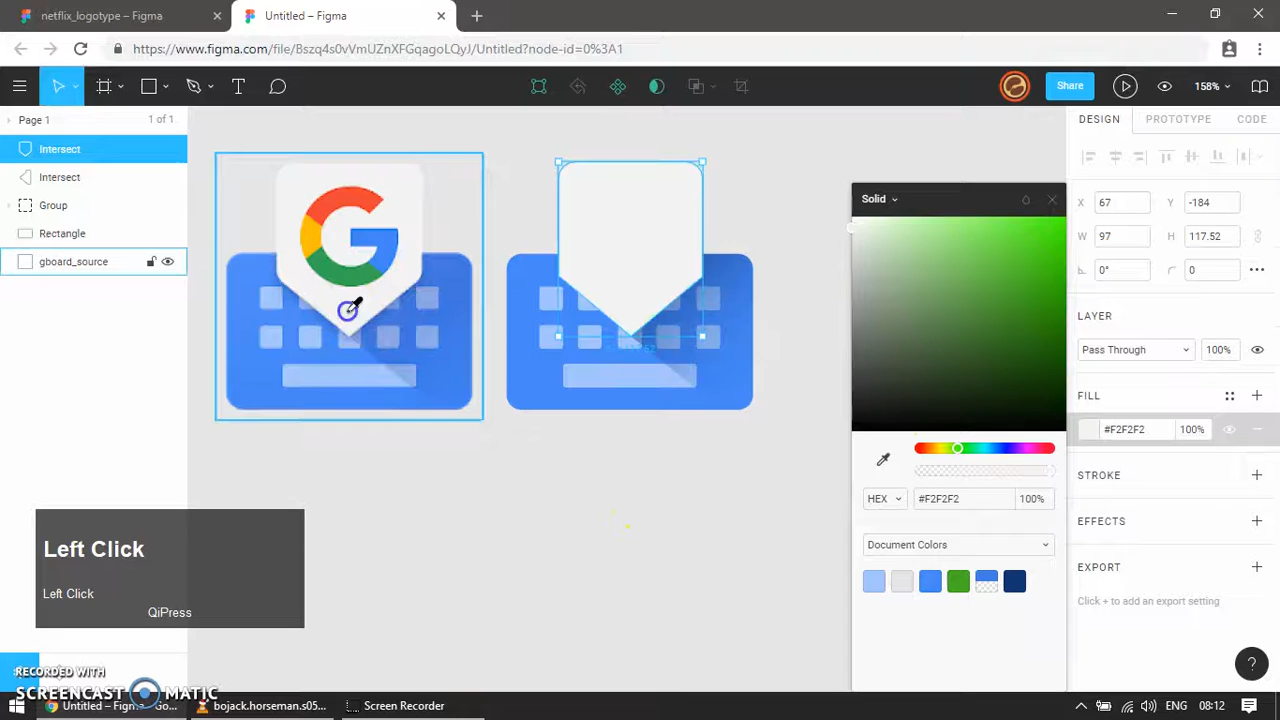 netflix_logotype – Figma
Untitled – Figma
https://www.figma.com/file/Bszq4s0vVmUZnXFGqagoLQyJ/Untitled?node-id=0%3A1
T
Share
158%
Page 1
1 of 1
Intersect
Intersect
Group
Rectangle
gboard_source
G
DESIGN
PROTOTYPE
CODE
X 67
Y -184
W 97
H 117.52
0°
0
LAYER
Pass Through
100%
FILL
#F2F2F2
100%
STROKE
EFFECTS
EXPORT
Click + to add an export setting
Solid
HEX
#F2F2F2
100%
Document Colors
Left Click
Left Click
QiPress
?
RECORDED WITH
SCREENCAST MATIC
Untitled – Figma - Go...
bojack.horseman.s05...
Screen Recorder
ENG
08:12